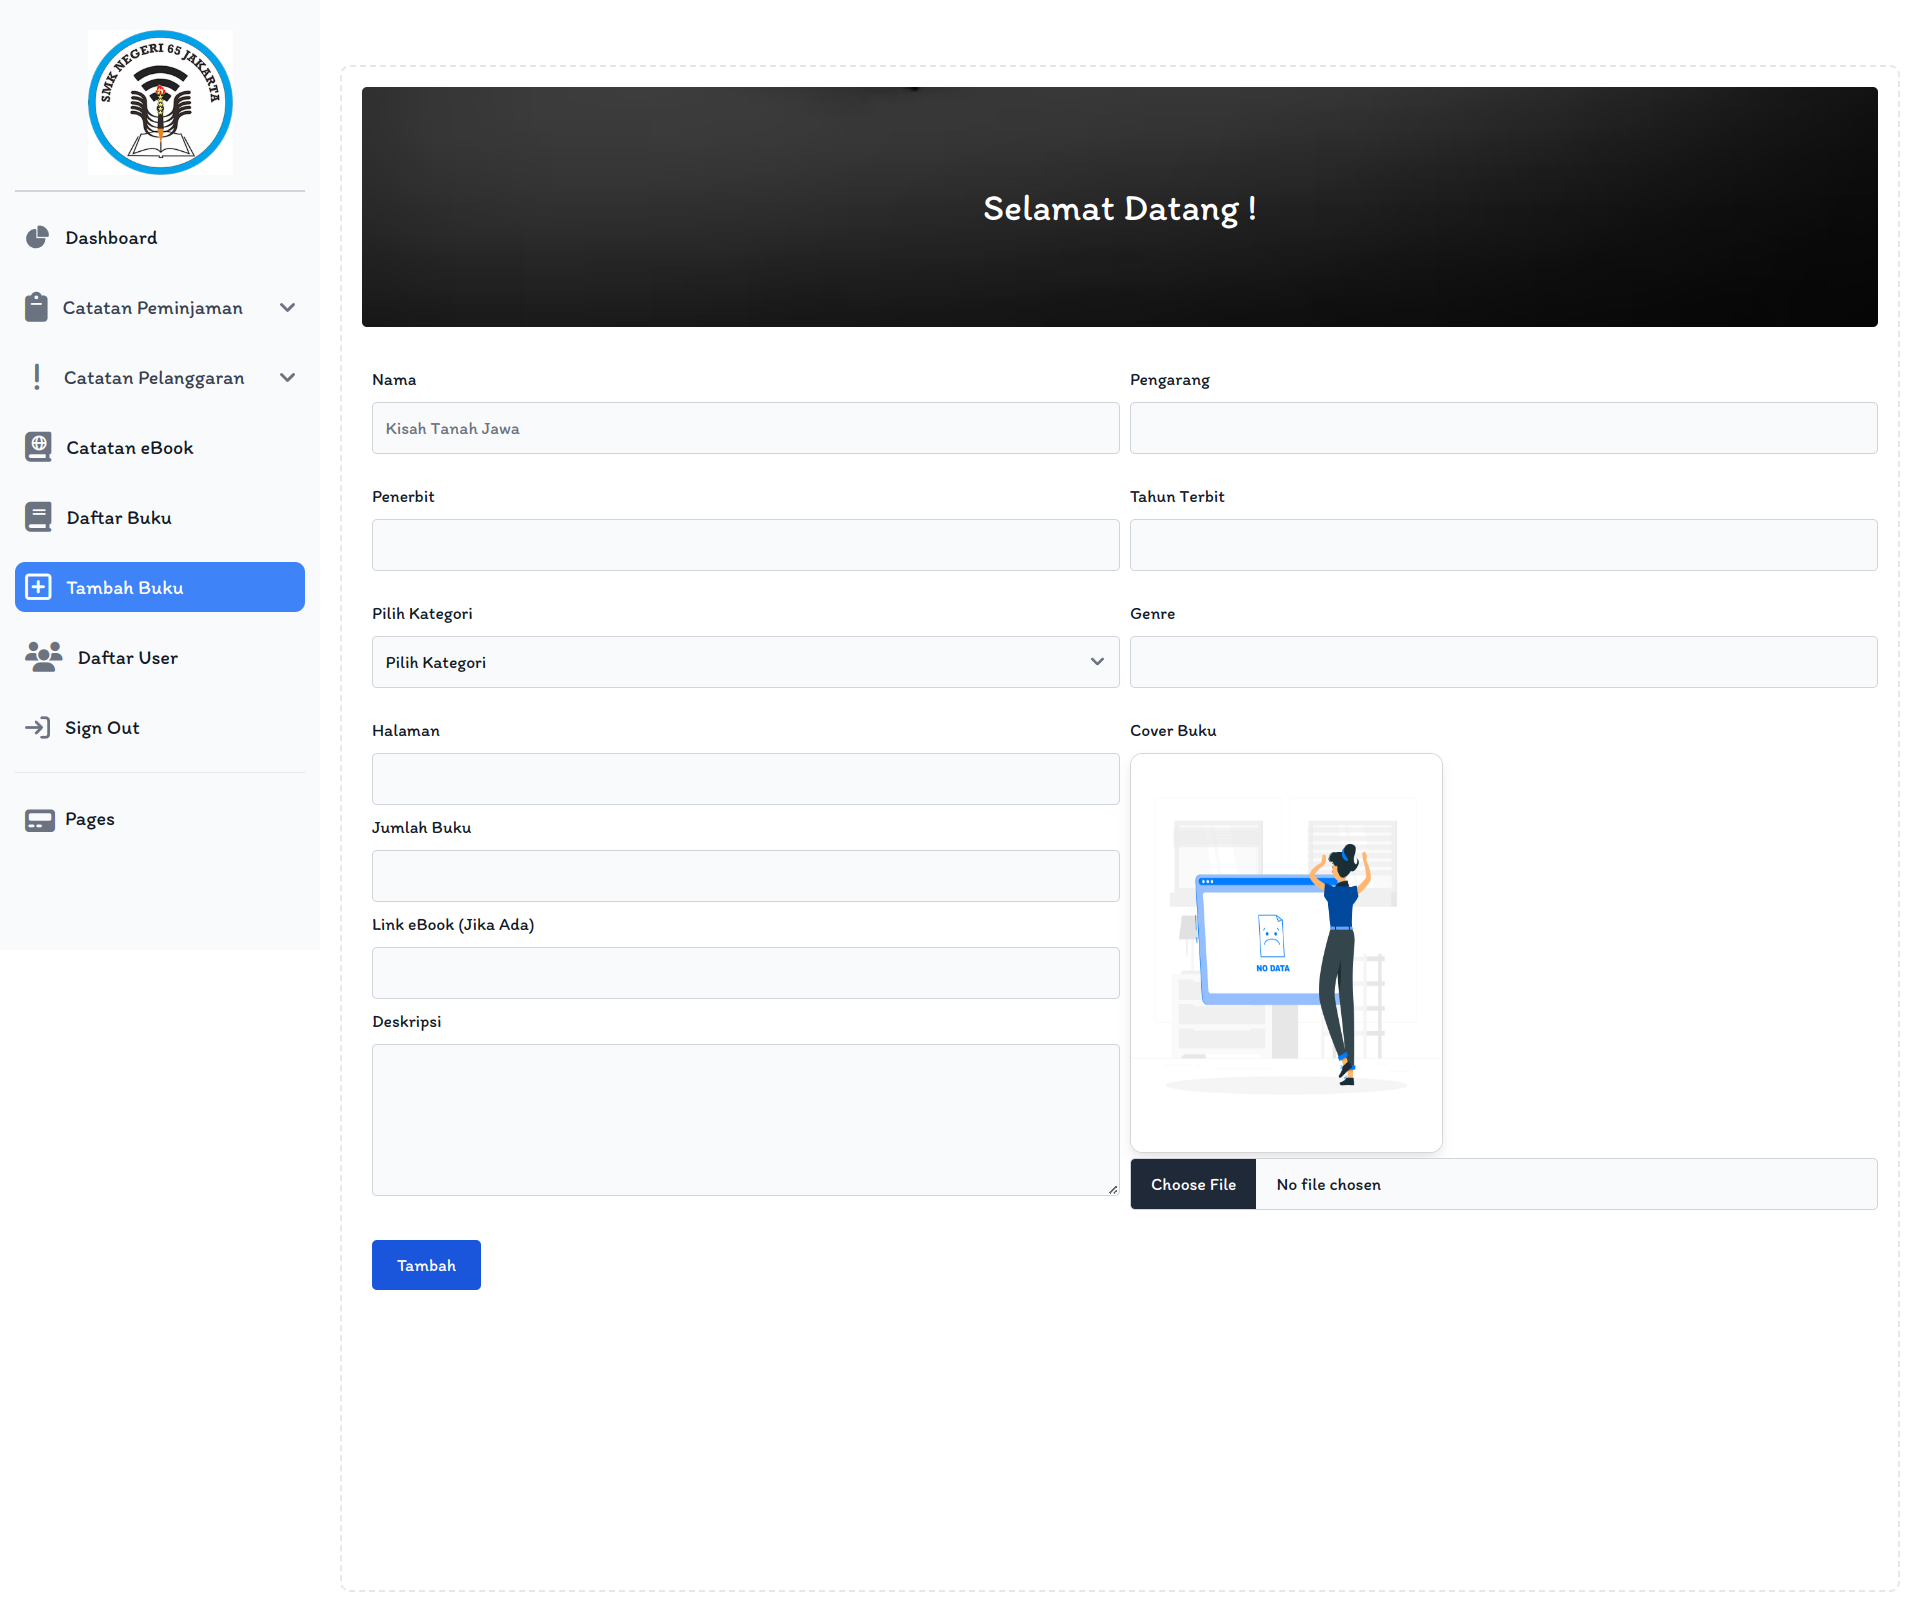 SMK NEGERI 65 JAKARTA
Dashboard
Catatan Peminjaman
Catatan Pelanggaran
Catatan eBook
Daftar Buku
Tambah Buku
Daftar User
Sign Out
Pages
Selamat Datang !
Nama
Pengarang
Kisah Tanah Jawa
Penerbit
Tahun Terbit
Pilih Kategori
Genre
Pilih Kategori
Halaman
Cover Buku
Jumlah Buku
Link eBook (Jika Ada)
NO DATA
Deskripsi
Choose File
No file chosen
Tambah